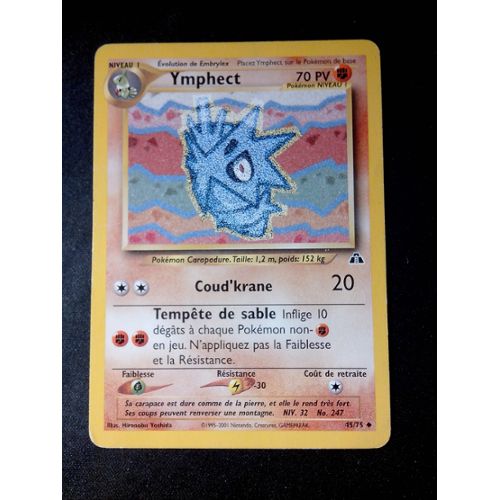 NIVEAU 1
Évolution de Embrylex
Placez Ymphect sur le Pokémon de base
Ymphect
70 PV
Pokémon NIVEAU 1
Pokémon Carapedure. Taille: 1,2 m, poids: 152 kg
Coud'krane 20
Tempête de sable Inflige 10
dégâts à chaque Pokémon non-
en jeu. N'appliquez pas la Faiblesse
et la Résistance.
Faiblesse
Résistance
Coût de retraite
-30
Sa carapace est dure comme de la pierre, et elle le rend très fort.
Ses coups peuvent renverser une montagne. NIV. 32 No. 247
Illus. Hironobu Yoshida
©1995-2001 Nintendo, Creatures, GAMEFREAK.
45/75